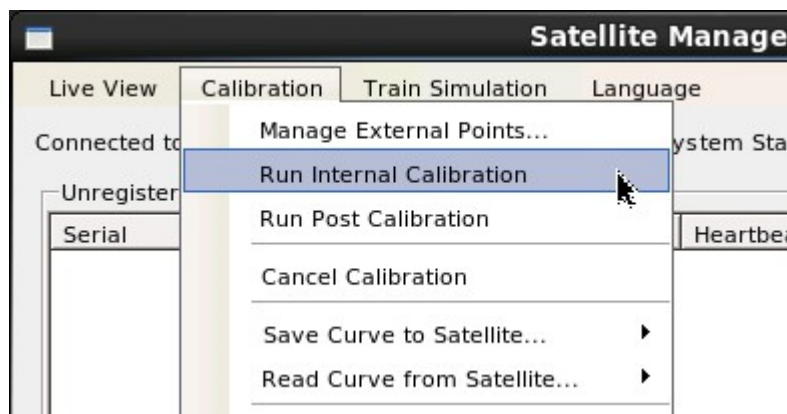 Satellite Manage
Live View Calibration Train Simulation Language
Manage External Points...
Connected to ystem Sta
Run Internal Calibration
Unregister
Run Post Calibration
Serial Heartbea
Cancel Calibration
Save Curve to Satellite...
Read Curve from Satellite...